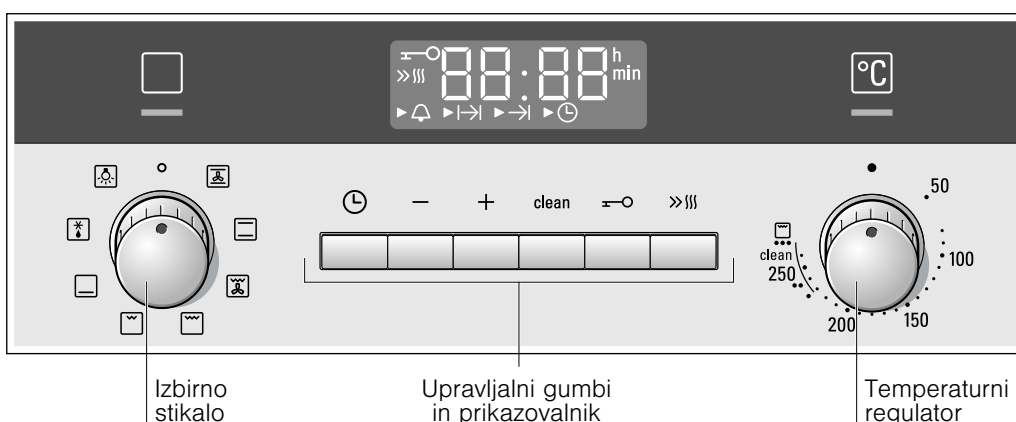 88:88 h
min
°C
clean
50
100
150
200
250
clean
Izbirno
stikalo
Upravljalni gumbi
in prikazovalnik
Temperaturni
regulator